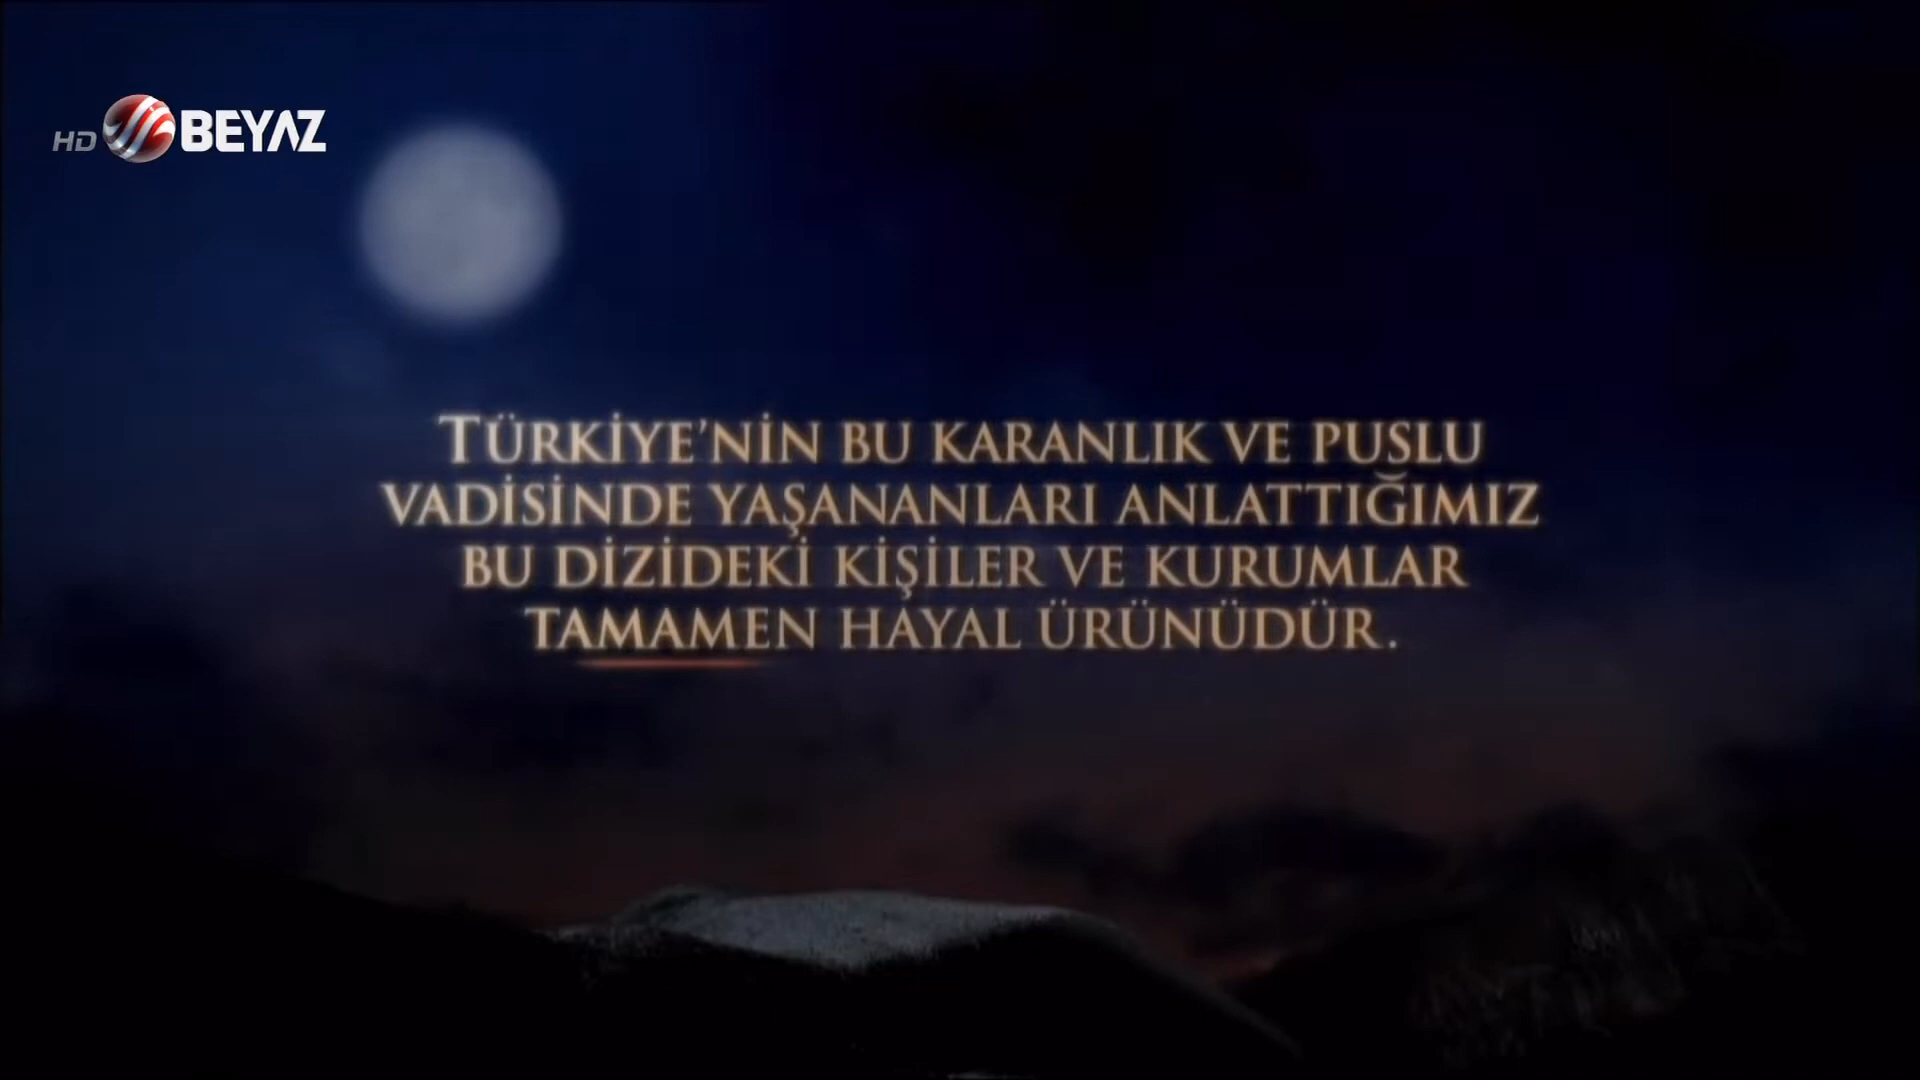 HD BEYAZ
TÜRKİYE'NİN BU KARANLIK VE PUSLU
VADİSİNDE YAŞANANLARI ANLATTIĞIMIZ
BU DİZİDEKİ KİŞİLER VE KURUMLAR
TAMAMEN HAYAL ÜRÜNÜDÜR.